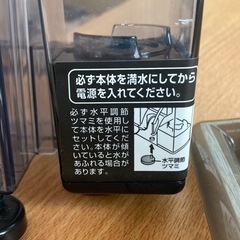 必ず本体を満水にしてから
電源を入れてください。
必ず水平調節
ツマミを使用し
て本体を水平に
セットしてくだ
さい。本体が傾
いていると水が
あふれる場合が
あります。
水平調節
ツマミ